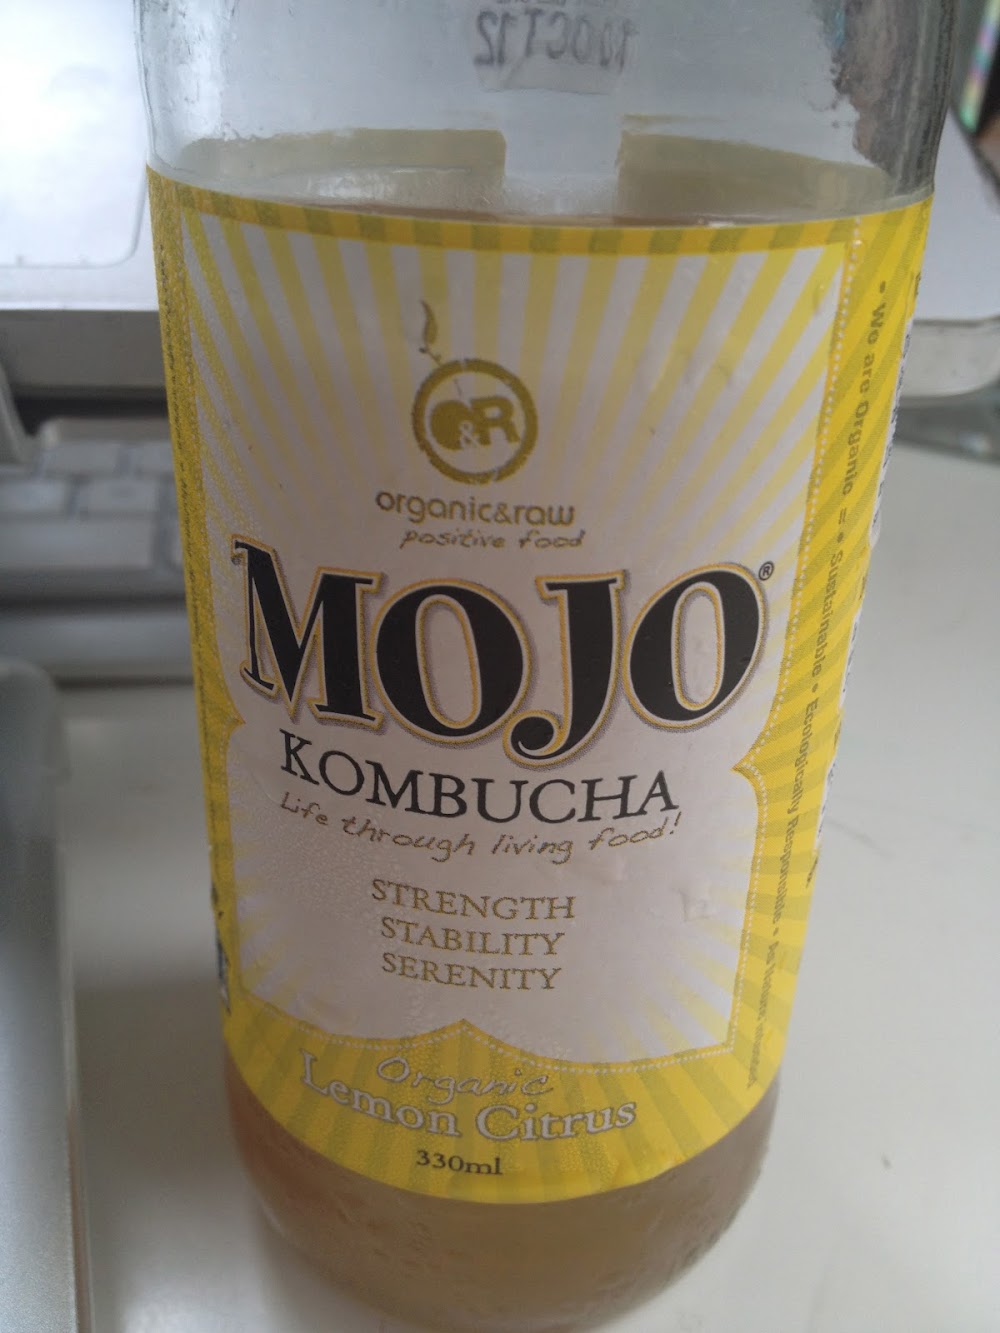 10OCT12
&R
organic&raw
positive food
MOJO®
KOMBUCHA
Life through living food!
STRENGTH
STABILITY
SERENITY
Organic
Lemon Citrus
330ml
• We are Organic = • Sustainable • Ecologically Responsible •